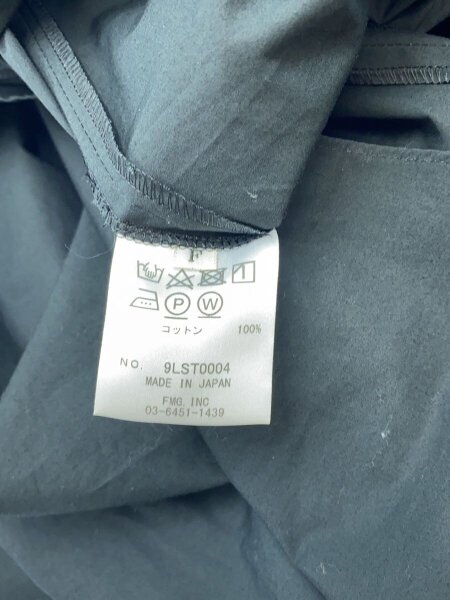 F
P W
コットン 100%
No. 9LST0004
MADE IN JAPAN
FMG.INC
03-6451-1439